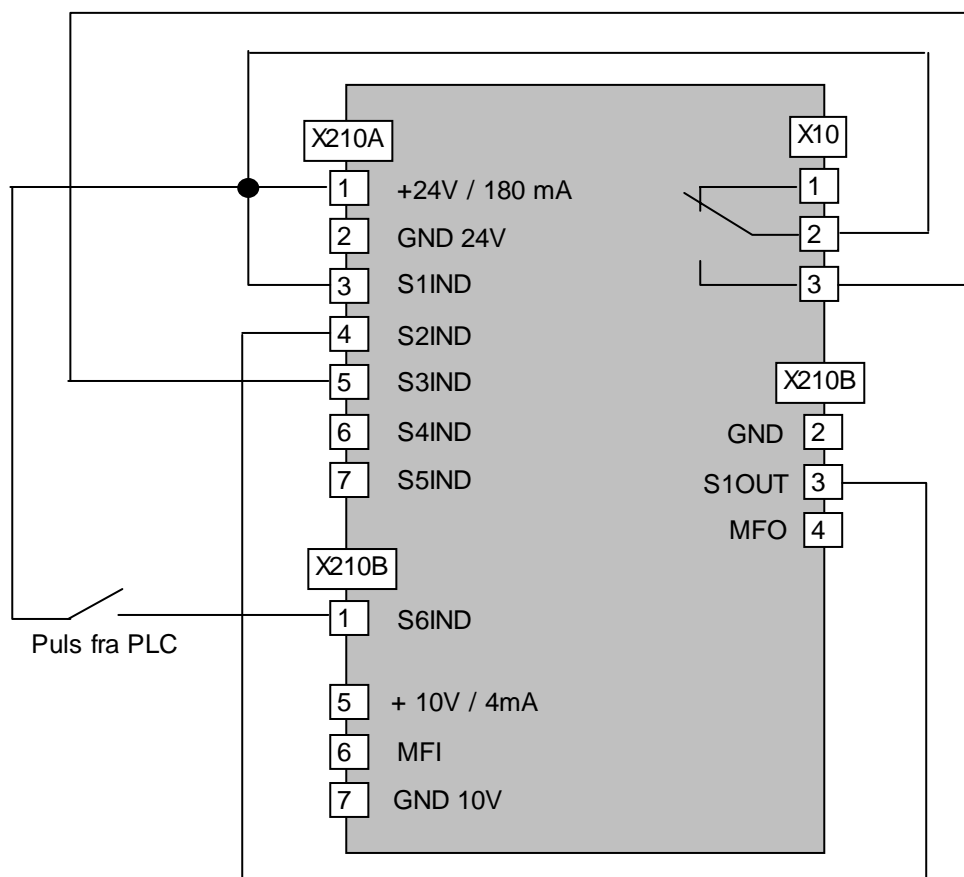 X210A
1 +24V / 180 mA
2 GND 24V
3 S1IND
4 S2IND
5 S3IND
6 S4IND
7 S5IND
X210B
1 S6IND
Puls fra PLC
5 + 10V / 4mA
6 MFI
7 GND 10V
X10
1
2
3
X210B
GND 2
S1OUT 3
MFO 4